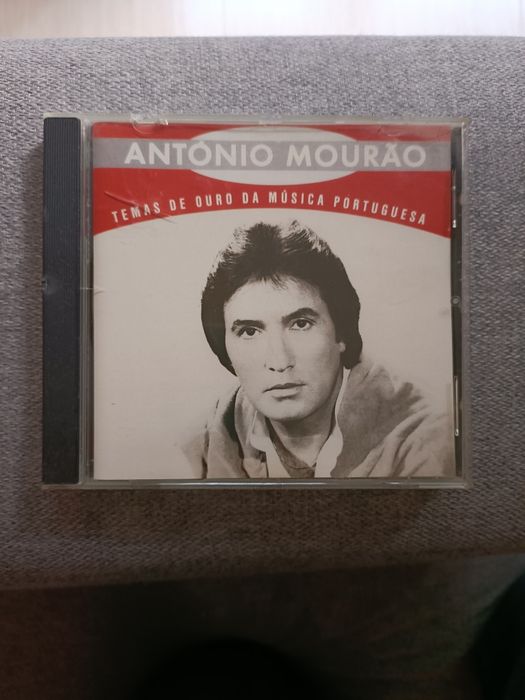 ANTÓNIO MOURÃO
TEMAS DE OURO DA MÚSICA PORTUGUESA